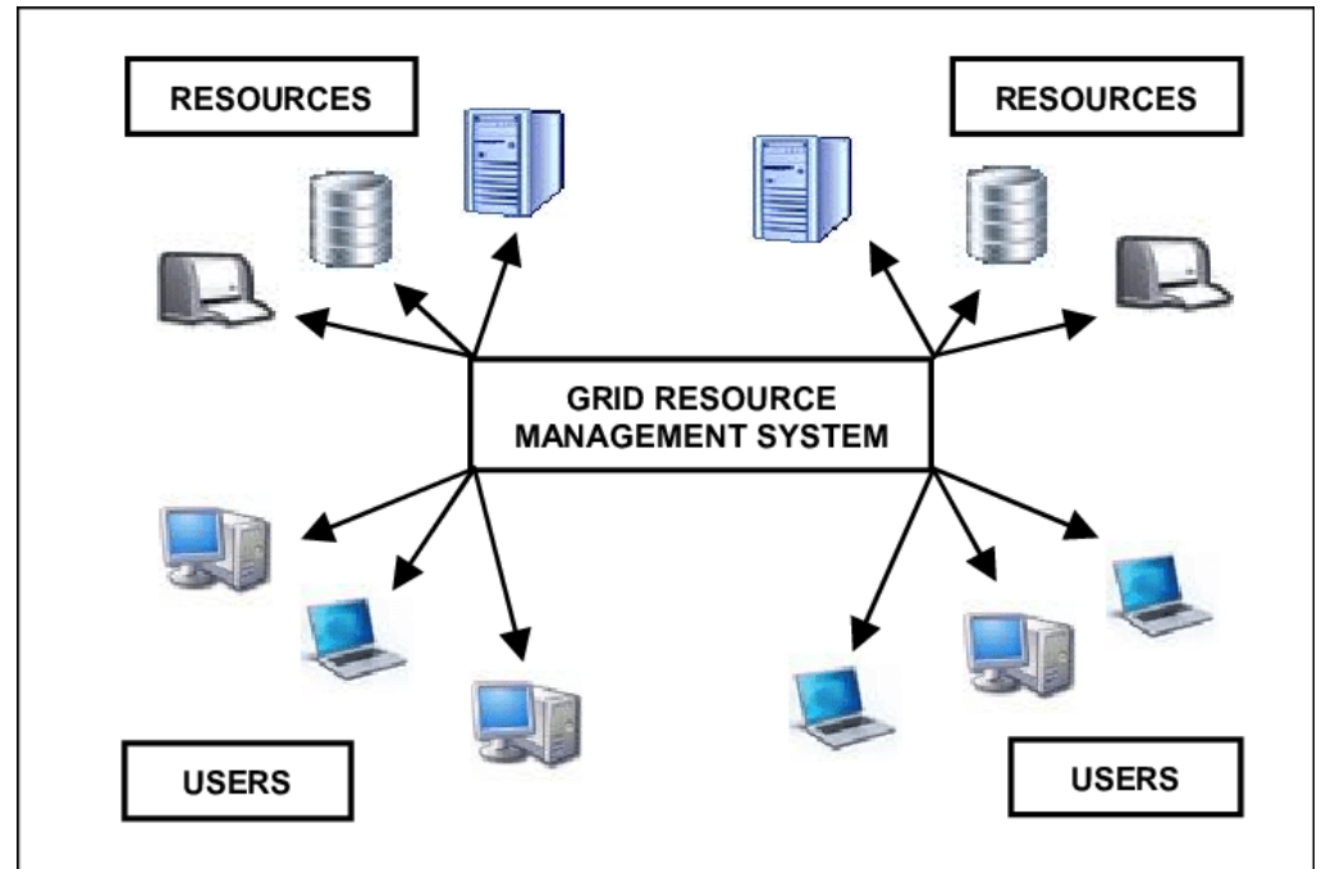 RESOURCES
RESOURCES
GRID RESOURCE
MANAGEMENT SYSTEM
USERS
USERS